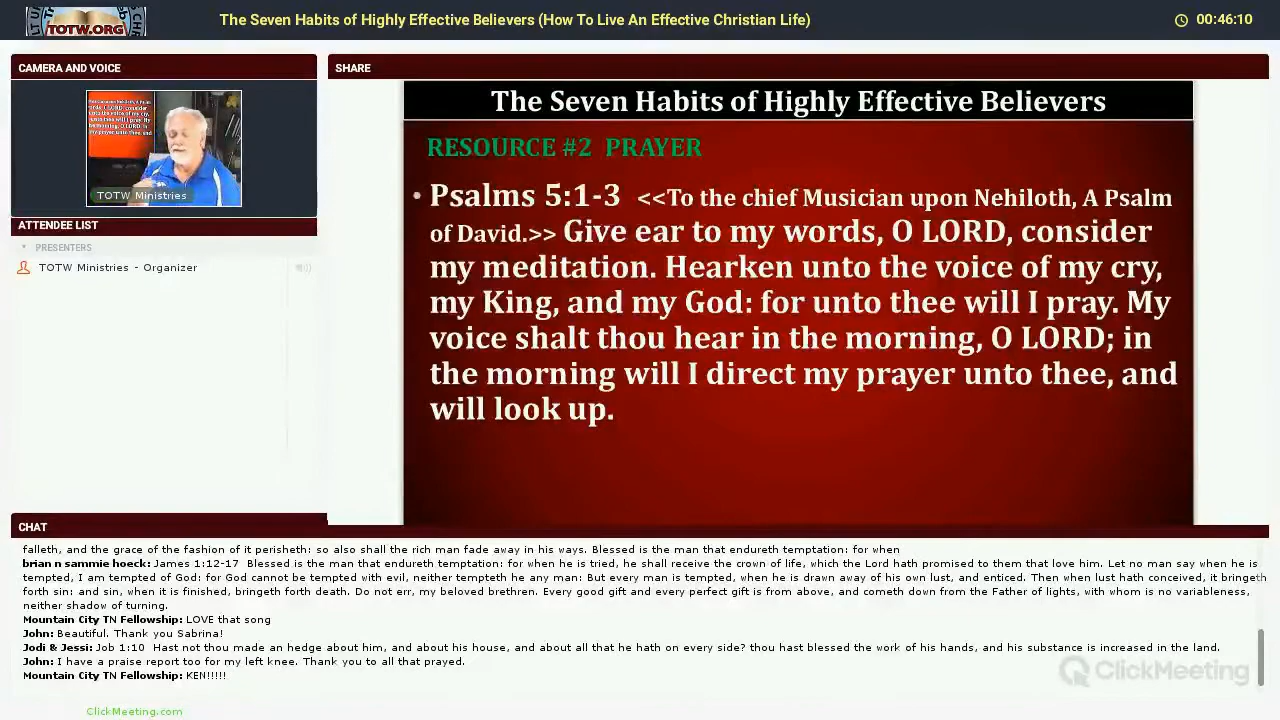 TOTW.ORG
The Seven Habits of Highly Effective Believers (How To Live An Effective Christian Life)
00:46:10
CAMERA AND VOICE
TOTW Ministries
ATTENDEE LIST
PRESENTERS
TOTW Ministries - Organizer
SHARE
The Seven Habits of Highly Effective Believers
RESOURCE #2 PRAYER
• Psalms 5:1-3 <<To the chief Musician upon Nehiloth, A Psalm
of David.>> Give ear to my words, O LORD, consider
my meditation. Hearken unto the voice of my cry,
my King, and my God: for unto thee will I pray. My
voice shalt thou hear in the morning, O LORD; in
the morning will I direct my prayer unto thee, and
will look up.
CHAT
falleth, and the grace of the fashion of it perisheth: so also shall the rich man fade away in his ways. Blessed is the man that endureth temptation: for when
brian n sammie hoeck: James 1:12-17 Blessed is the man that endureth temptation: for when he is tried, he shall receive the crown of life, which the Lord hath promised to them that love him. Let no man say when he is
tempted, I am tempted of God: for God cannot be tempted with evil, neither tempteth he any man: But every man is tempted, when he is drawn away of his own lust, and enticed. Then when lust hath conceived, it bringeth
forth sin: and sin, when it is finished, bringeth forth death. Do not err, my beloved brethren. Every good gift and every perfect gift is from above, and cometh down from the Father of lights, with whom is no variableness,
neither shadow of turning.
Mountain City TN Fellowship: LOVE that song
John: Beautiful. Thank you Sabrina!
Jodi & Jessi: Job 1:10 Hast not thou made an hedge about him, and about his house, and about all that he hath on every side? thou hast blessed the work of his hands, and his substance is increased in the land.
John: I have a praise report too for my left knee. Thank you to all that prayed.
Mountain City TN Fellowship: KEN!!!!!
ClickMeeting
ClickMeeting.com